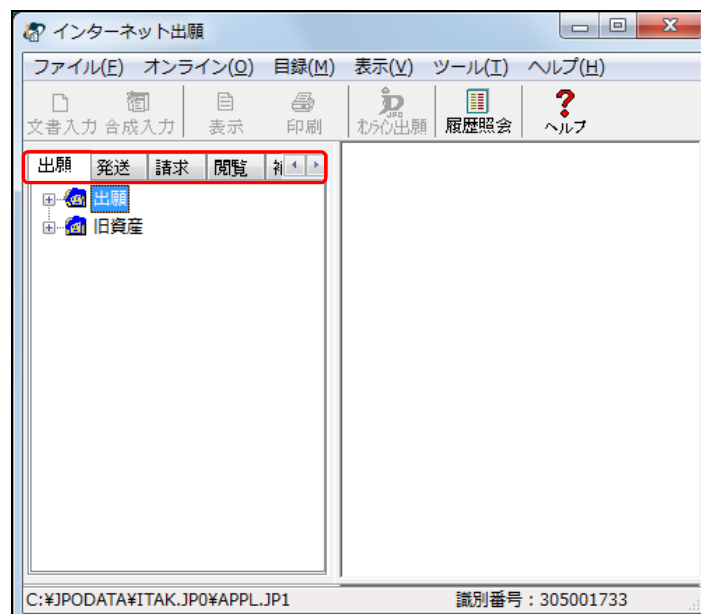 インターネット出願
ファイル(F) オンライン(O) 目録(M) 表示(V) ツール(T) ヘルプ(H)
文書入力 合成入力 表示 印刷 ｵﾝﾗｲﾝ出願 履歴照会 ヘルプ
出願 発送 請求 閲覧
出願
旧資産
C:¥JPODATA¥ITAK.JP0¥APPL.JP1 識別番号：305001733